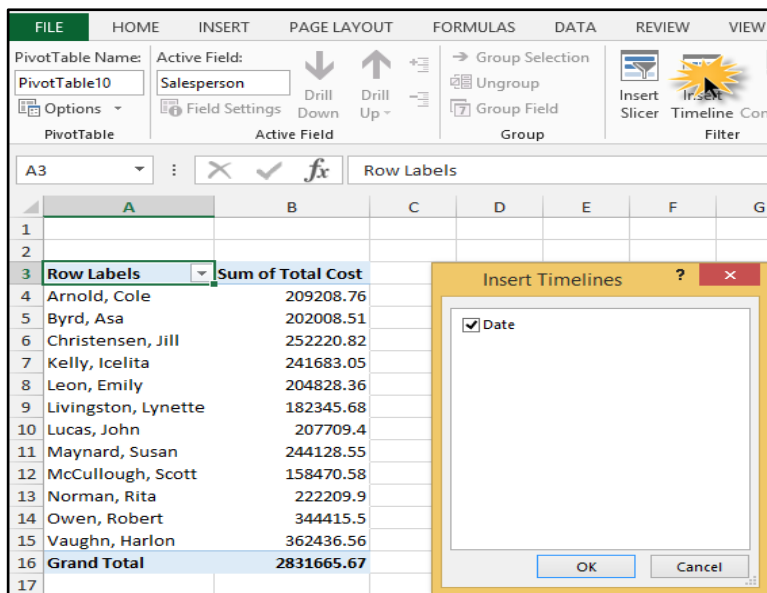 FILE HOME INSERT PAGE LAYOUT FORMULAS DATA REVIEW VIEW
PivotTable Name: Active Field:
PivotTable10 Salesperson
Options Field Settings
Drill Down
Drill Up
PivotTable Active Field
Group Selection
Ungroup
7 Group Field
Group
Insert Slicer
Insert Timeline
Filter
A3 fx Row Labels
A B C D E F G
1
2
3 Row Labels Sum of Total Cost
4 Arnold, Cole 209208.76
5 Byrd, Asa 202008.51
6 Christensen, Jill 252220.82
7 Kelly, Icelita 241683.05
8 Leon, Emily 204828.36
9 Livingston, Lynette 182345.68
10 Lucas, John 207709.4
11 Maynard, Susan 244128.55
12 McCullough, Scott 158470.58
13 Norman, Rita 222209.9
14 Owen, Robert 344415.5
15 Vaughn, Harlon 362436.56
16 Grand Total 2831665.67
17
Insert Timelines ? ×
Date
OK Cancel